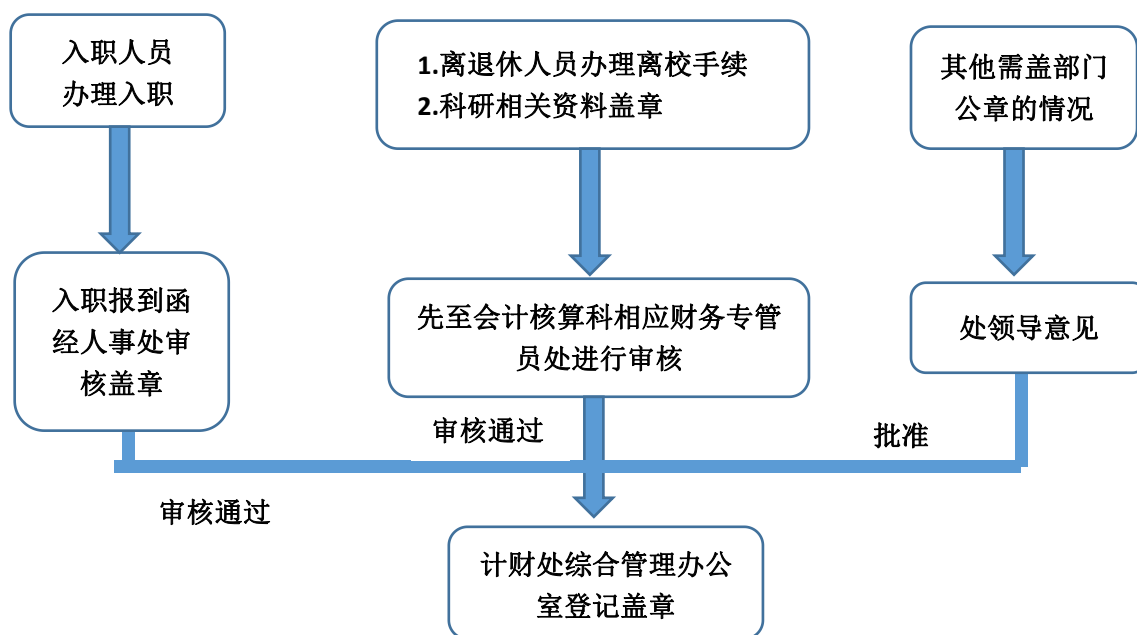 入职人员
办理入职
1.离退休人员办理离校手续
2.科研相关资料盖章
其他需盖部门
公章的情况
入职报到函
经人事处审
核盖章
先至会计核算科相应财务专管
员处进行审核
处领导意见
审核通过
批准
审核通过
计财处综合管理办公
室登记盖章